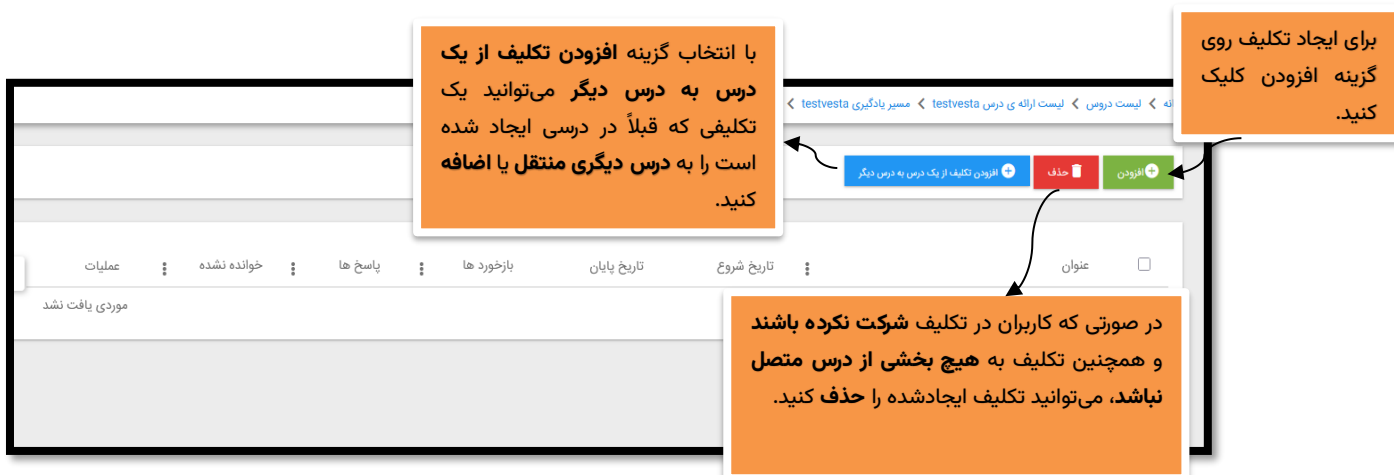 برای ایجاد تکلیف روی
گزینه افزودن کلیک
کنید.
با انتخاب گزینه افزودن تکلیف از یک
درس به درس دیگر می‌توانید یک
تکلیفی که قبلاً در درسی ایجاد شده
است را به درس دیگری منتقل یا اضافه
کنید.
لیست دروس › لیست ارائه ی درس testvesta › مسیر یادگیری testvesta ›
افزودن حذف افزودن تکلیف از یک درس به درس دیگر
عنوان تاریخ شروع تاریخ پایان بازخورد ها پاسخ ها خوانده نشده عملیات
موردی یافت نشد
در صورتی که کاربران در تکلیف شرکت نکرده باشند
و همچنین تکلیف به هیچ بخشی از درس متصل
نباشد، می‌توانید تکلیف ایجادشده را حذف کنید.